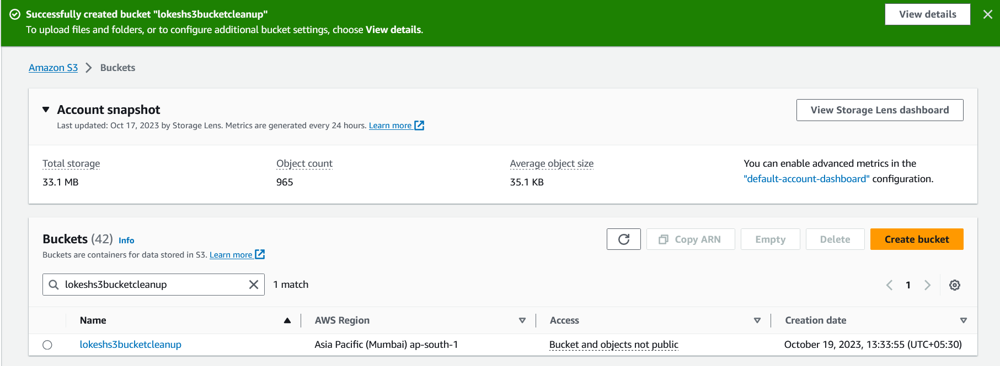 Successfully created bucket "lokeshs3bucketcleanup"
To upload files and folders, or to configure additional bucket settings, choose View details.
View details
Amazon S3 > Buckets
Account snapshot
Last updated: Oct 17, 2023 by Storage Lens. Metrics are generated every 24 hours. Learn more
View Storage Lens dashboard
Total storage
33.1 MB
Object count
965
Average object size
35.1 KB
You can enable advanced metrics in the
"default-account-dashboard" configuration.
Buckets (42) Info
Buckets are containers for data stored in S3. Learn more
Copy ARN
Empty
Delete
Create bucket
lokeshs3bucketcleanup
1 match
1
Name AWS Region Access Creation date
lokeshs3bucketcleanup Asia Pacific (Mumbai) ap-south-1 Bucket and objects not public October 19, 2023, 13:33:55 (UTC+05:30)